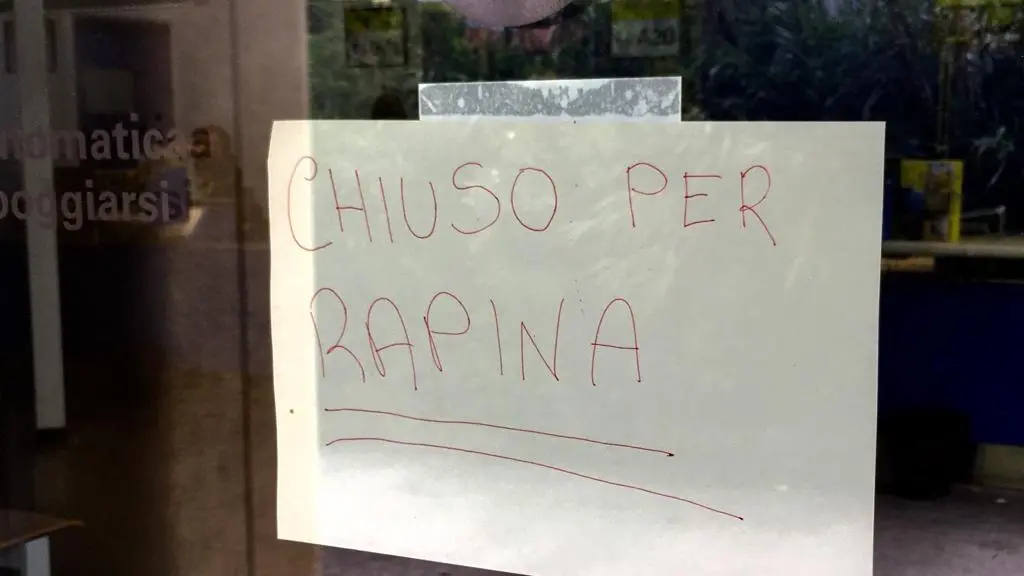 CHIUSO PER
RAPINA